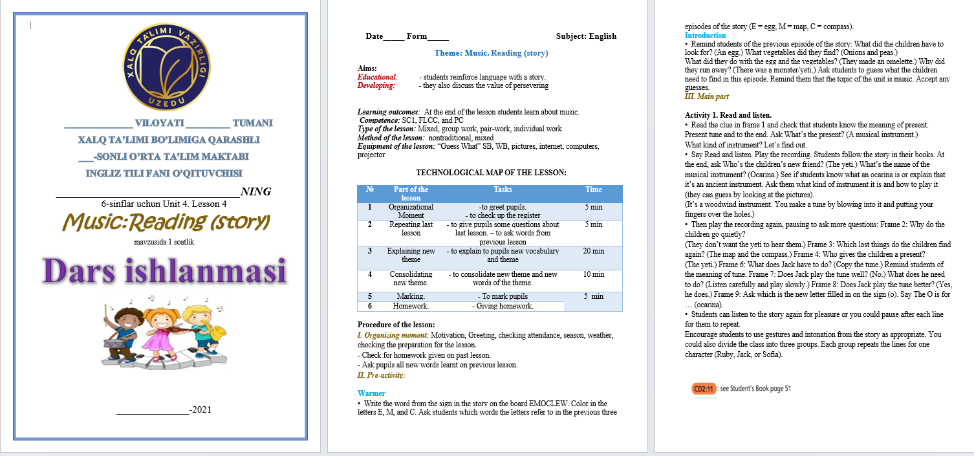 XALQ TA'LIMI VAZIRLIGI
UZEDU
____________ VILOYATI ________ TUMANI
XALQ TA'LIMI BO'LIMIGA QARASHLI
___-SONLI O'RTA TA'LIM MAKTABI
INGLIZ TILI FANI O'QITUVCHISI
____________________________NING
6-sinflar uchun Unit 4. Lesson 4
Music:Reading (story)
mavzusida 1 soatlik
Dars ishlanmasi
_______________-2021
Date_____ Form_____ Subject: English
Theme: Music. Reading (story)
Aims:
Educational: - students reinforce language with a story.
Developing: - they also discuss the value of persevering
Learning outcomes: At the end of the lesson students learn about music.
Competence: SC1, FLCC, and PC
Type of the lesson: Mixed, group work, pair-work, individual work
Method of the lesson: nontraditional, mixed
Equipment of the lesson: "Guess What" SB, WB, pictures, internet, computers,
projector
TECHNOLOGICAL MAP OF THE LESSON:
№ Part of the lesson Tasks Time
1 Organizational Moment -to greet pupils. - to check up the register 5 min
2 Repeating last lesson - to give pupils some questions about last lesson. – to ask words from previous lesson 5 min
3 Explaining new theme - to explain to pupils new vocabulary and theme 20 min
4 Consolidating new theme. - to consolidate new theme and new words of the theme. 10 min
5 Marking. - To mark pupils 5 min
6 Homework. - Giving homework.
Procedure of the lesson:
I. Organizing moment: Motivation, Greeting, checking attendance, season, weather,
checking the preparation for the lesson.
- Check for homework given on past lesson.
- Ask pupils all new words learnt on previous lesson.
II. Pre-activity:
Warmer
• Write the word from the sign in the story on the board EMOCLEW. Color in the
letters E, M, and C. Ask students which words the letters refer to in the previous three
episodes of the story (E = egg, M = map, C = compass).
Introduction
• Remind students of the previous episode of the story: What did the children have to
look for? (An egg.) What vegetables did they find? (Onions and peas.)
What did they do with the egg and the vegetables? (They made an omelette.) Why did
they run away? (There was a monster/yeti.) Ask students to guess what the children
need to find in this episode. Remind them that the topic of the unit is music. Accept any
guesses.
III. Main part
Activity 1. Read and listen.
• Read the clue in frame 1 and check that students know the meaning of present.
Present tune and to the end. Ask What's the present? (A musical instrument.)
What kind of instrument? Let's find out.
• Say Read and listen. Play the recording. Students follow the story in their books. At
the end, ask Who's the children's new friend? (The yeti.) What's the name of the
musical instrument? (Ocarina.) See if students know what an ocarina is or explain that
it's an ancient instrument. Ask them what kind of instrument it is and how to play it
(they can guess by looking at the pictures).
(It's a woodwind instrument. You make a tune by blowing into it and putting your
fingers over the holes.)
• Then play the recording again, pausing to ask more questions: Frame 2: Why do the
children go quietly?
(They don't want the yeti to hear them.) Frame 3: Which lost things do the children find
again? (The map and the compass.) Frame 4: Who gives the children a present?
(The yeti.) Frame 6: What does Jack have to do? (Copy the tune.) Remind students of
the meaning of tune. Frame 7: Does Jack play the tune well? (No.) What does he need
to do? (Listen carefully and play slowly.) Frame 8: Does Jack play the tune better? (Yes,
he does.) Frame 9: Ask which is the new letter filled in on the sign (o). Say The O is for
… (ocarina).
• Students can listen to the story again for pleasure or you could pause after each line
for them to repeat.
Encourage students to use gestures and intonation from the story as appropriate. You
could also divide the class into three groups. Each group repeats the lines for one
character (Ruby, Jack, or Sofia).
CD2:11 : see Student's Book page 51